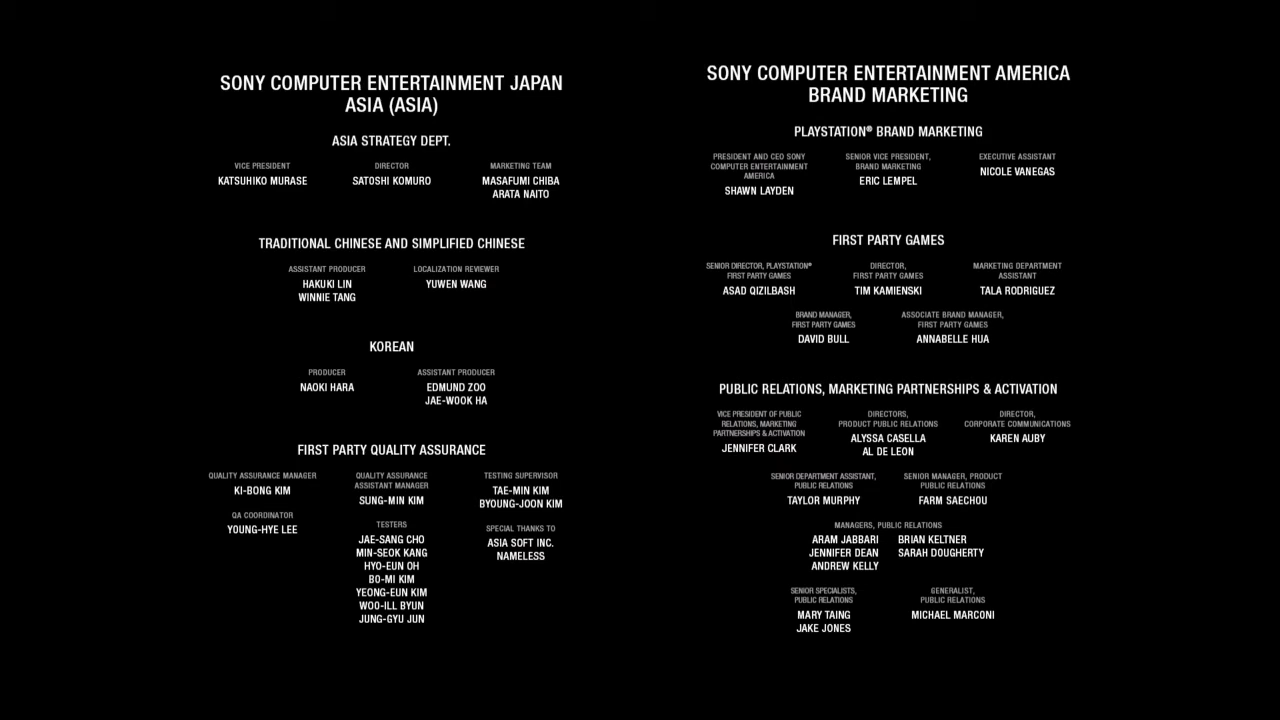 SONY COMPUTER ENTERTAINMENT JAPAN
ASIA (ASIA)
ASIA STRATEGY DEPT.
VICE PRESIDENT
KATSUHIKO MURASE
DIRECTOR
SATOSHI KOMURO
MARKETING TEAM
MASAFUMI CHIBA
ARATA NAITO
TRADITIONAL CHINESE AND SIMPLIFIED CHINESE
ASSISTANT PRODUCER
HAKUKI LIN
WINNIE TANG
LOCALIZATION REVIEWER
YUWEN WANG
KOREAN
PRODUCER
NAOKI HARA
ASSISTANT PRODUCER
EDMUND ZOO
JAE-WOOK HA
FIRST PARTY QUALITY ASSURANCE
QUALITY ASSURANCE MANAGER
KI-BONG KIM
QA COORDINATOR
YOUNG-HYE LEE
QUALITY ASSURANCE
ASSISTANT MANAGER
SUNG-MIN KIM
TESTERS
JAE-SANG CHO
MIN-SEOK KANG
HYO-EUN OH
BO-MI KIM
YEONG-EUN KIM
WOO-ILL BYUN
JUNG-GYU JUN
TESTING SUPERVISOR
TAE-MIN KIM
BYOUNG-JOON KIM
SPECIAL THANKS TO
ASIA SOFT INC.
NAMELESS
SONY COMPUTER ENTERTAINMENT AMERICA
BRAND MARKETING
PLAYSTATION® BRAND MARKETING
PRESIDENT AND CEO SONY
COMPUTER ENTERTAINMENT
AMERICA
SHAWN LAYDEN
SENIOR VICE PRESIDENT,
BRAND MARKETING
ERIC LEMPEL
EXECUTIVE ASSISTANT
NICOLE VANEGAS
FIRST PARTY GAMES
SENIOR DIRECTOR, PLAYSTATION®
FIRST PARTY GAMES
ASAD QIZILBASH
DIRECTOR,
FIRST PARTY GAMES
TIM KAMIENSKI
MARKETING DEPARTMENT
ASSISTANT
TALA RODRIGUEZ
BRAND MANAGER,
FIRST PARTY GAMES
DAVID BULL
ASSOCIATE BRAND MANAGER,
FIRST PARTY GAMES
ANNABELLE HUA
PUBLIC RELATIONS, MARKETING PARTNERSHIPS & ACTIVATION
VICE PRESIDENT OF PUBLIC
RELATIONS, MARKETING
PARTNERSHIPS & ACTIVATION
JENNIFER CLARK
DIRECTORS,
PRODUCT PUBLIC RELATIONS
ALYSSA CASELLA
AL DE LEON
DIRECTOR,
CORPORATE COMMUNICATIONS
KAREN AUBY
SENIOR DEPARTMENT ASSISTANT,
PUBLIC RELATIONS
TAYLOR MURPHY
SENIOR MANAGER, PRODUCT
PUBLIC RELATIONS
FARM SAECHOU
MANAGERS, PUBLIC RELATIONS
ARAM JABBARI
JENNIFER DEAN
ANDREW KELLY
BRIAN KELTNER
SARAH DOUGHERTY
SENIOR SPECIALISTS,
PUBLIC RELATIONS
MARY TAING
JAKE JONES
GENERALIST,
PUBLIC RELATIONS
MICHAEL MARCONI